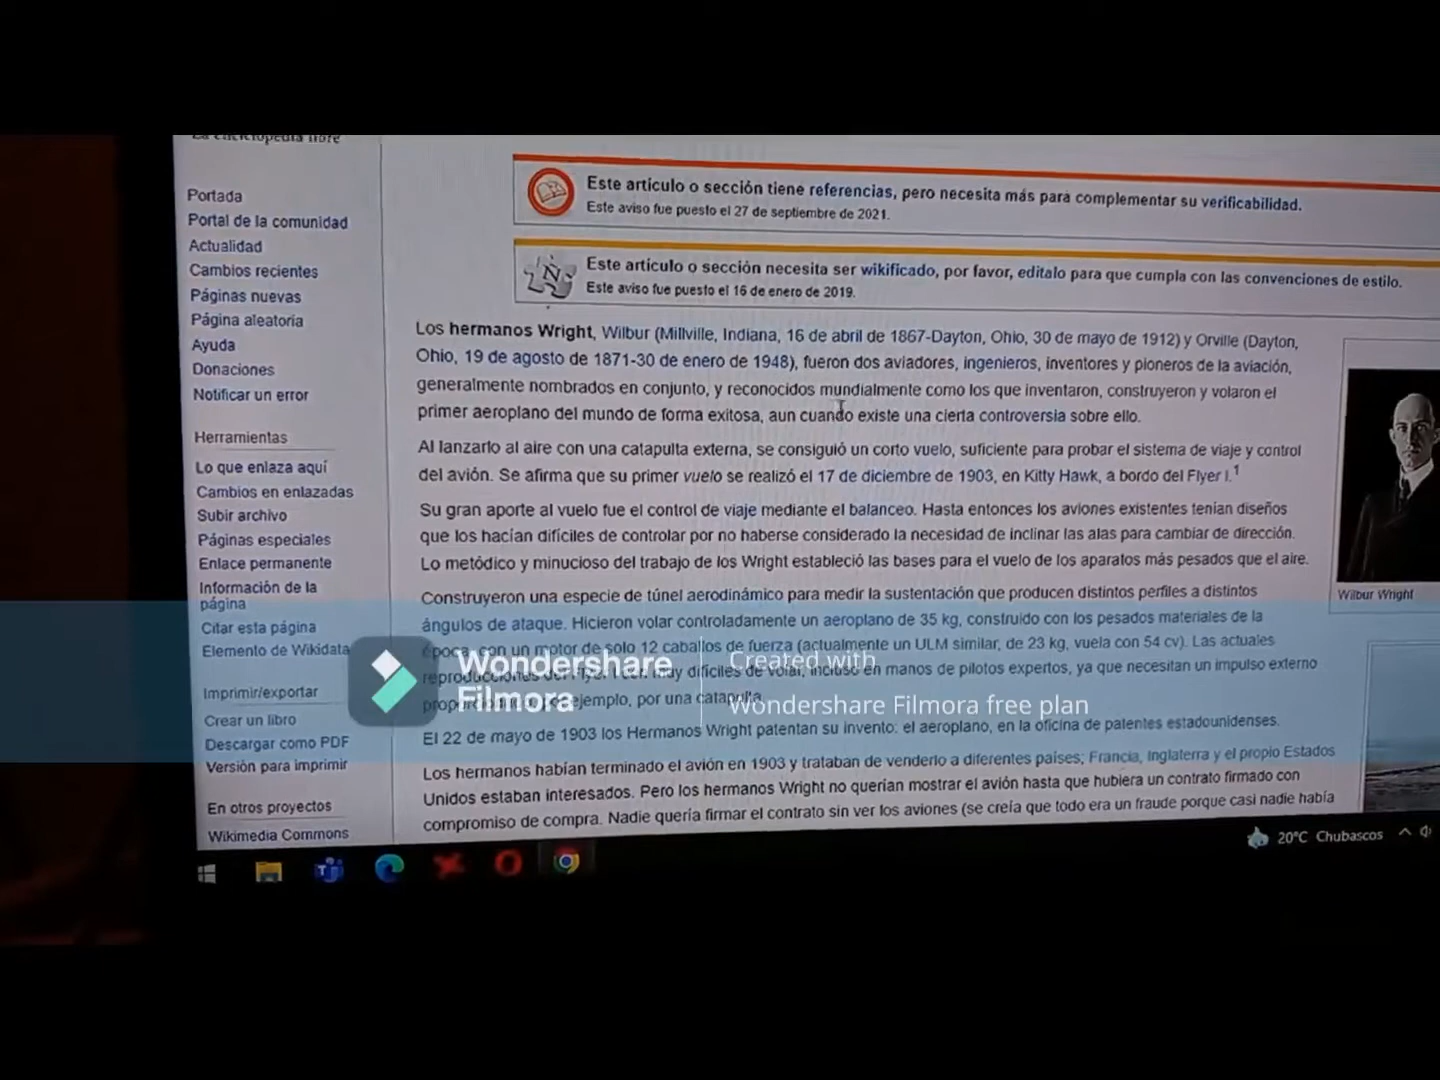 La enciclopedia libre
Portada
Portal de la comunidad
Actualidad
Cambios recientes
Páginas nuevas
Página aleatoria
Ayuda
Donaciones
Notificar un error
Herramientas
Lo que enlaza aquí
Cambios en enlazadas
Subir archivo
Páginas especiales
Enlace permanente
Información de la
página
Citar esta página
Elemento de Wikidata
Imprimir/exportar
Crear un libro
Descargar como PDF
Versión para imprimir
En otros proyectos
Wikimedia Commons
Este artículo o sección tiene referencias, pero necesita más para complementar su verificabilidad.
Este aviso fue puesto el 27 de septiembre de 2021.
Este artículo o sección necesita ser wikificado, por favor, edítalo para que cumpla con las convenciones de estilo.
Este aviso fue puesto el 16 de enero de 2019.
Los hermanos Wright, Wilbur (Millville, Indiana, 16 de abril de 1867-Dayton, Ohio, 30 de mayo de 1912) y Orville (Dayton,
Ohio, 19 de agosto de 1871-30 de enero de 1948), fueron dos aviadores, ingenieros, inventores y pioneros de la aviación,
generalmente nombrados en conjunto, y reconocidos mundialmente como los que inventaron, construyeron y volaron el
primer aeroplano del mundo de forma exitosa, aun cuando existe una cierta controversia sobre ello.
Al lanzarlo al aire con una catapulta externa, se consiguió un corto vuelo, suficiente para probar el sistema de viaje y control
del avión. Se afirma que su primer vuelo se realizó el 17 de diciembre de 1903, en Kitty Hawk, a bordo del Flyer I.1
Su gran aporte al vuelo fue el control de viaje mediante el balanceo. Hasta entonces los aviones existentes tenían diseños
que los hacían difíciles de controlar por no haberse considerado la necesidad de inclinar las alas para cambiar de dirección.
Lo metódico y minucioso del trabajo de los Wright estableció las bases para el vuelo de los aparatos más pesados que el aire.
Construyeron una especie de túnel aerodinámico para medir la sustentación que producen distintos perfiles a distintos
ángulos de ataque. Hicieron volar controladamente un aeroplano de 35 kg, construido con los pesados materiales de la
época, con un motor de solo 12 caballos de fuerza (actualmente un ULM similar, de 23 kg, vuela con 54 cv). Las actuales
reproducciones del Flyer muy difíciles de volar, incluso en manos de pilotos expertos, ya que necesitan un impulso externo
ejemplo, por una catapulta
El 22 de mayo de 1903 los Hermanos Wright patentan su invento: el aeroplano, en la oficina de patentes estadounidenses.
Los hermanos habían terminado el avión en 1903 y trataban de venderlo a diferentes países; Francia, Inglaterra y el propio Estados
Unidos estaban interesados. Pero los hermanos Wright no querían mostrar el avión hasta que hubiera un contrato firmado con
compromiso de compra. Nadie quería firmar el contrato sin ver los aviones (se creía que todo era un fraude porque casi nadie había
Wilbur Wright
Wondershare
Filmora
Created with
Wondershare Filmora free plan
20°C Chubascos